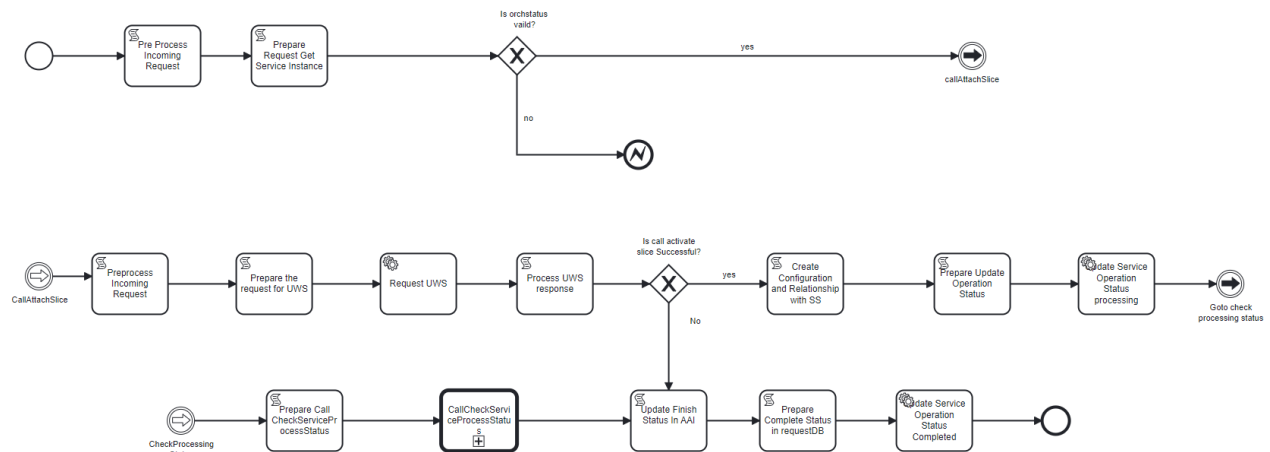 Is orchstatus
vaild?
Pre Process
Incoming
Request
Prepare
Request Get
Service Instance
yes
callAttachSlice
no
Is call activate
slice Successful?
CallAttachSlice
Preprocess
Incoming
Request
Prepare the
request for UWS
Request UWS
Process UWS
response
yes
Create
Configuration
and Relationship
with SS
Prepare Update
Operation
Status
Update Service
Operation
Status
processing
Goto check
processing status
No
CheckProcessing
Prepare Call
CheckServicePr
ocessStatus
CallCheckServi
ceProcessStatu
s
Update Finish
Status In AAI
Prepare
Complete Status
in requestDB
Update Service
Operation
Status
Completed